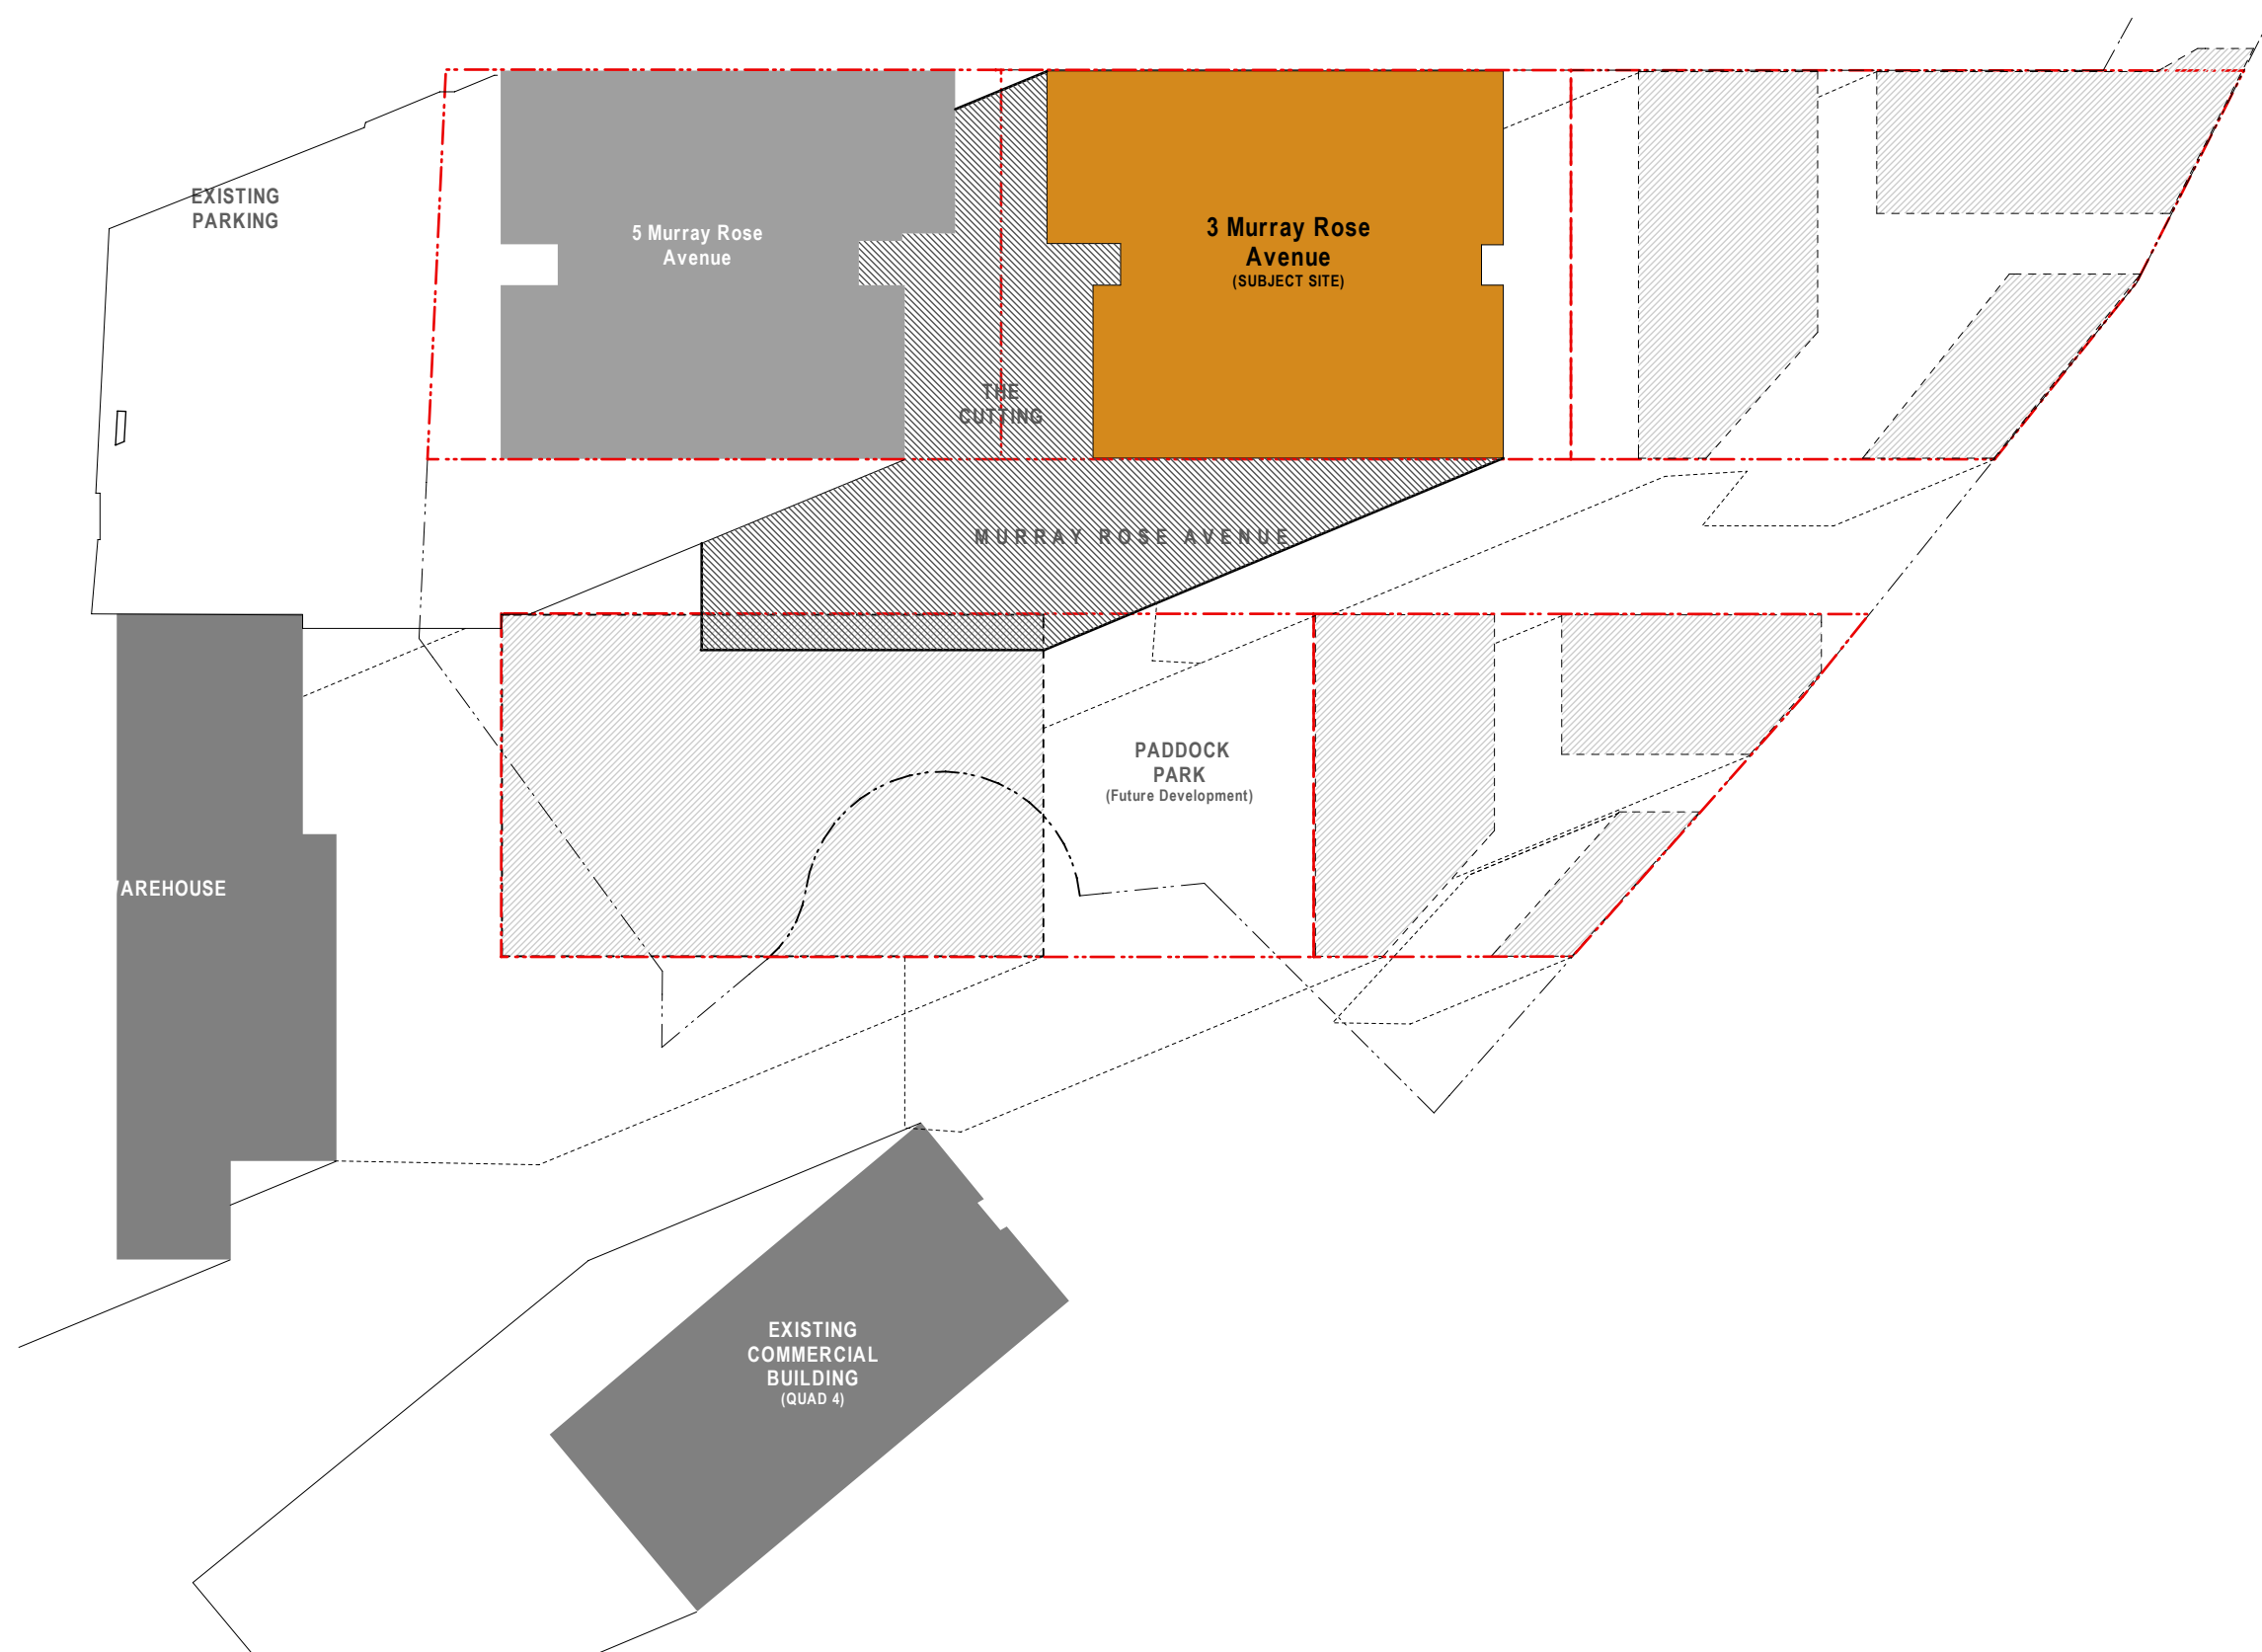 EXISTING
PARKING
5 Murray Rose
Avenue
3 Murray Rose
Avenue
(SUBJECT SITE)
THE
CUTTING
MURRAY ROSE AVENUE
PADDOCK
PARK
(Future Development)
WAREHOUSE
EXISTING
COMMERCIAL
BUILDING
(QUAD 4)